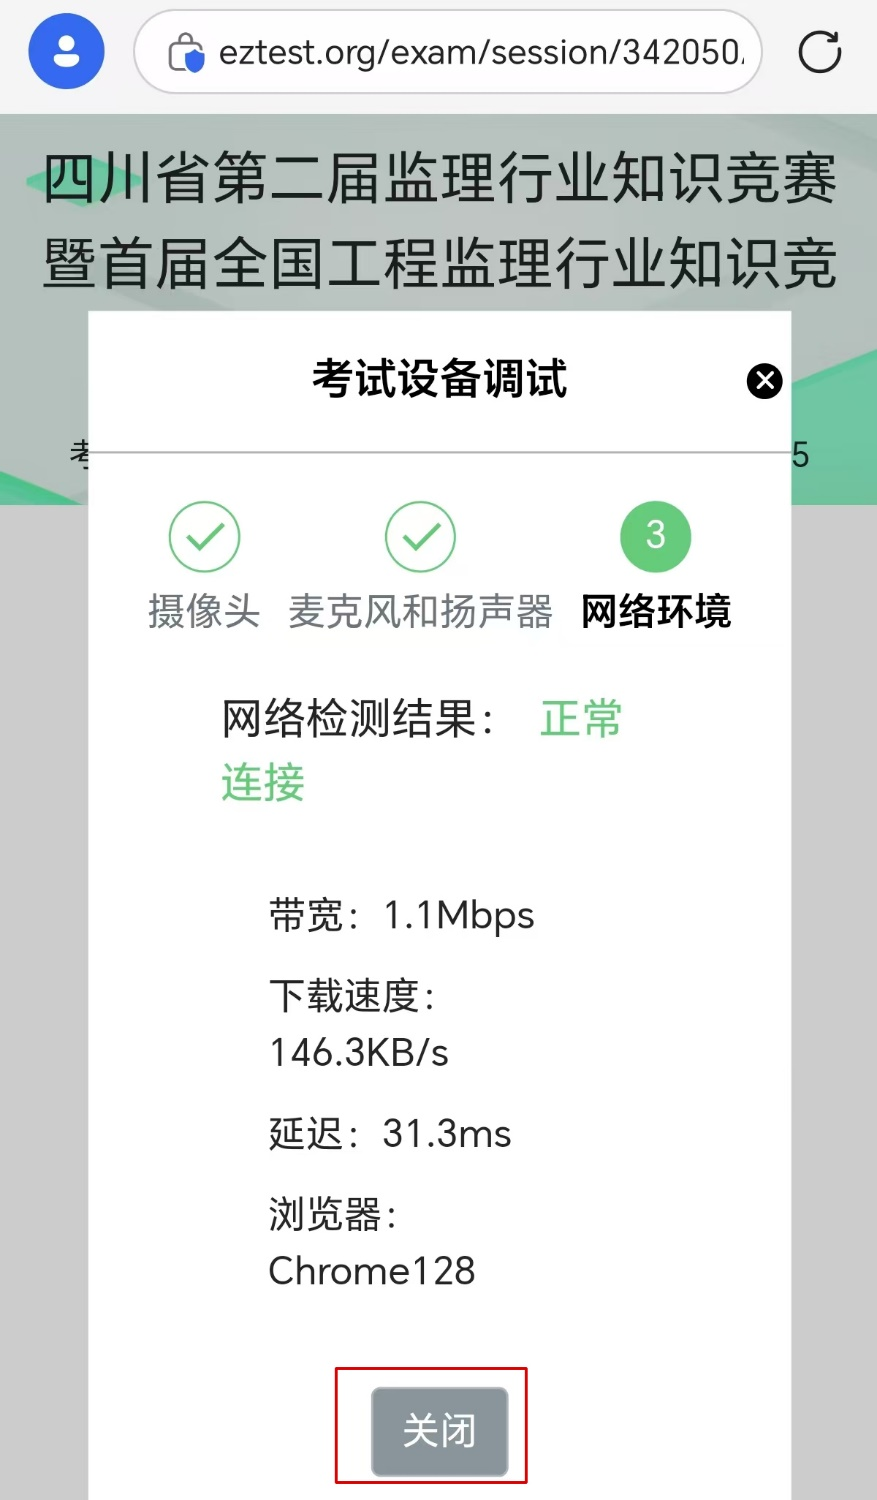 eztest.org/exam/session/342050
四川省第二届监理行业知识竞赛
暨首届全国工程监理行业知识竞
考试设备调试
5
3
摄像头 麦克风和扬声器 网络环境
网络检测结果： 正常
连接
带宽：1.1Mbps
下载速度：
146.3KB/s
延迟：31.3ms
浏览器：
Chrome128
关闭